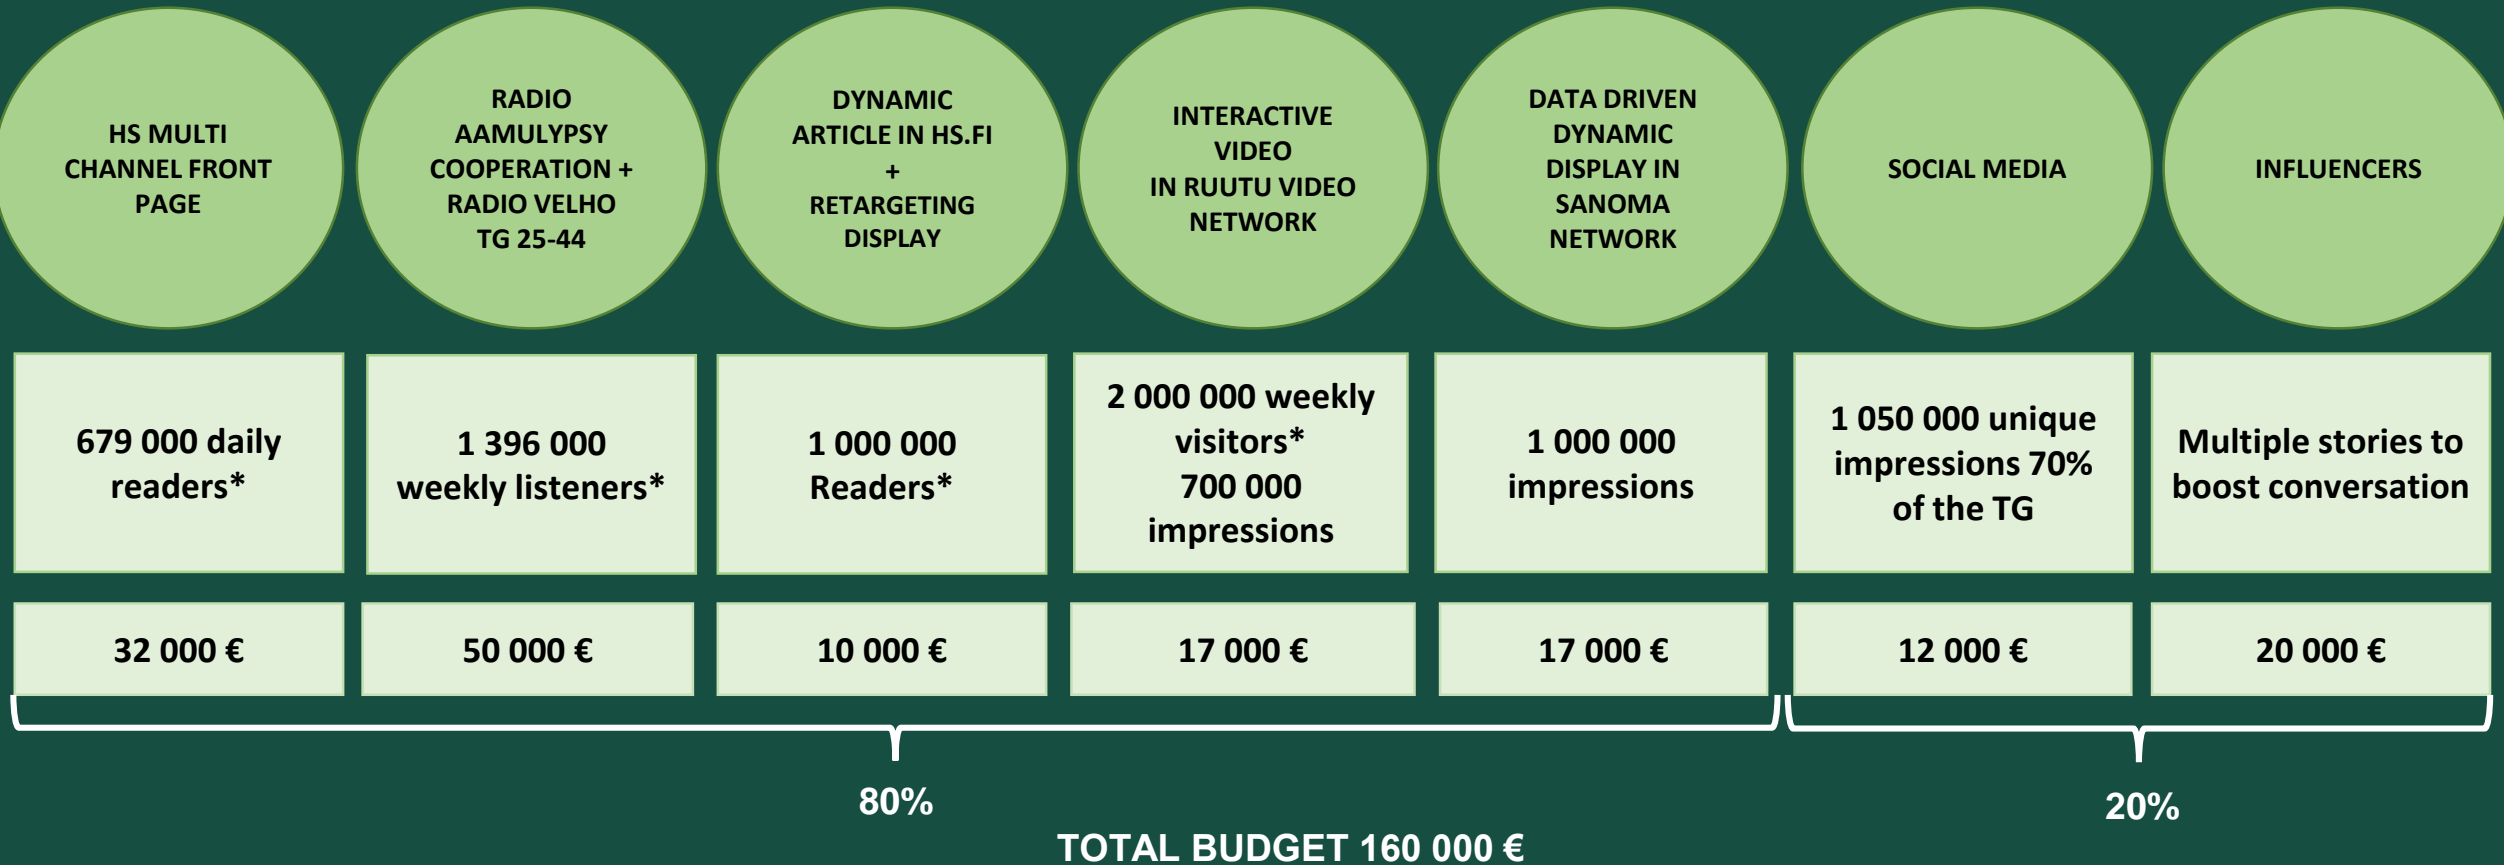 HS MULTI
CHANNEL FRONT
PAGE
RADIO
AAMULYPSY
COOPERATION +
RADIO VELHO
TG 25-44
DYNAMIC
ARTICLE IN HS.FI
+
RETARGETING
DISPLAY
INTERACTIVE
VIDEO
IN RUUTU VIDEO
NETWORK
DATA DRIVEN
DYNAMIC
DISPLAY IN
SANOMA
NETWORK
SOCIAL MEDIA
INFLUENCERS
679 000 daily
readers*
1 396 000
weekly listeners*
1 000 000
Readers*
2 000 000 weekly
visitors*
700 000
impressions
1 000 000
impressions
1 050 000 unique
impressions 70%
of the TG
Multiple stories to
boost conversation
32 000 €
50 000 €
10 000 €
17 000 €
17 000 €
12 000 €
20 000 €
80%
20%
TOTAL BUDGET 160 000 €